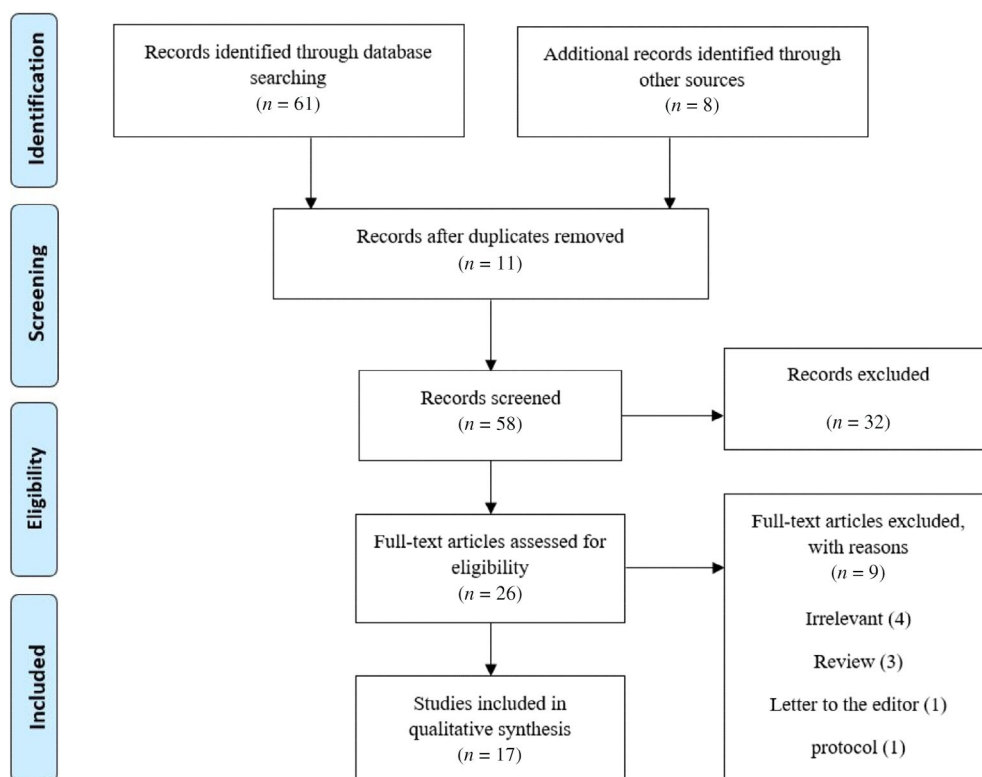 Identification
Records identified through database
searching
(n = 61)
Additional records identified through
other sources
(n = 8)
Screening
Records after duplicates removed
(n = 11)
Records screened
(n = 58)
Records excluded
(n = 32)
Eligibility
Full-text articles assessed for
eligibility
(n = 26)
Full-text articles excluded,
with reasons
(n = 9)
Irrelevant (4)
Review (3)
Letter to the editor (1)
protocol (1)
Included
Studies included in
qualitative synthesis
(n = 17)